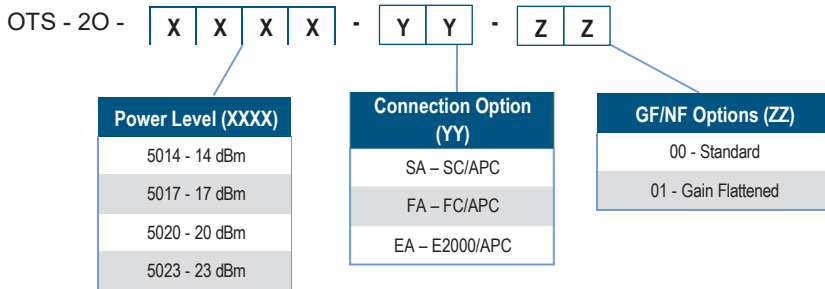 OTS - 2O - X X X X - Y Y - Z Z
Power Level (XXXX)
5014 - 14 dBm
5017 - 17 dBm
5020 - 20 dBm
5023 - 23 dBm
Connection Option
(YY)
SA – SC/APC
FA – FC/APC
EA – E2000/APC
GF/NF Options (ZZ)
00 - Standard
01 - Gain Flattened